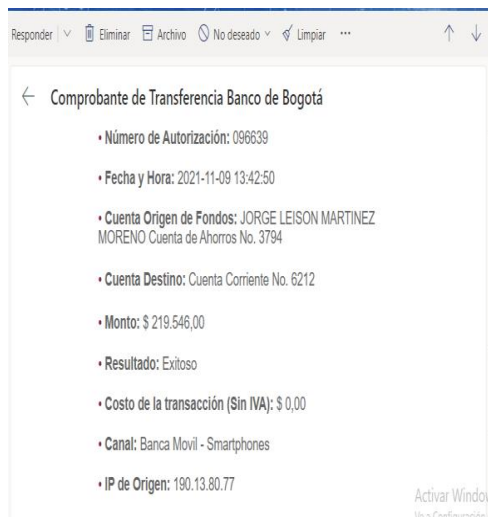 Responder Eliminar Archivo No deseado Limpiar ...
Comprobante de Transferencia Banco de Bogotá
• Número de Autorización: 096639
• Fecha y Hora: 2021-11-09 13:42:50
• Cuenta Origen de Fondos: JORGE LEISON MARTINEZ
MORENO Cuenta de Ahorros No. 3794
• Cuenta Destino: Cuenta Corriente No. 6212
• Monto: $ 219.546,00
• Resultado: Exitoso
• Costo de la transacción (Sin IVA): $ 0,00
• Canal: Banca Movil - Smartphones
• IP de Origen: 190.13.80.77
Activar Window